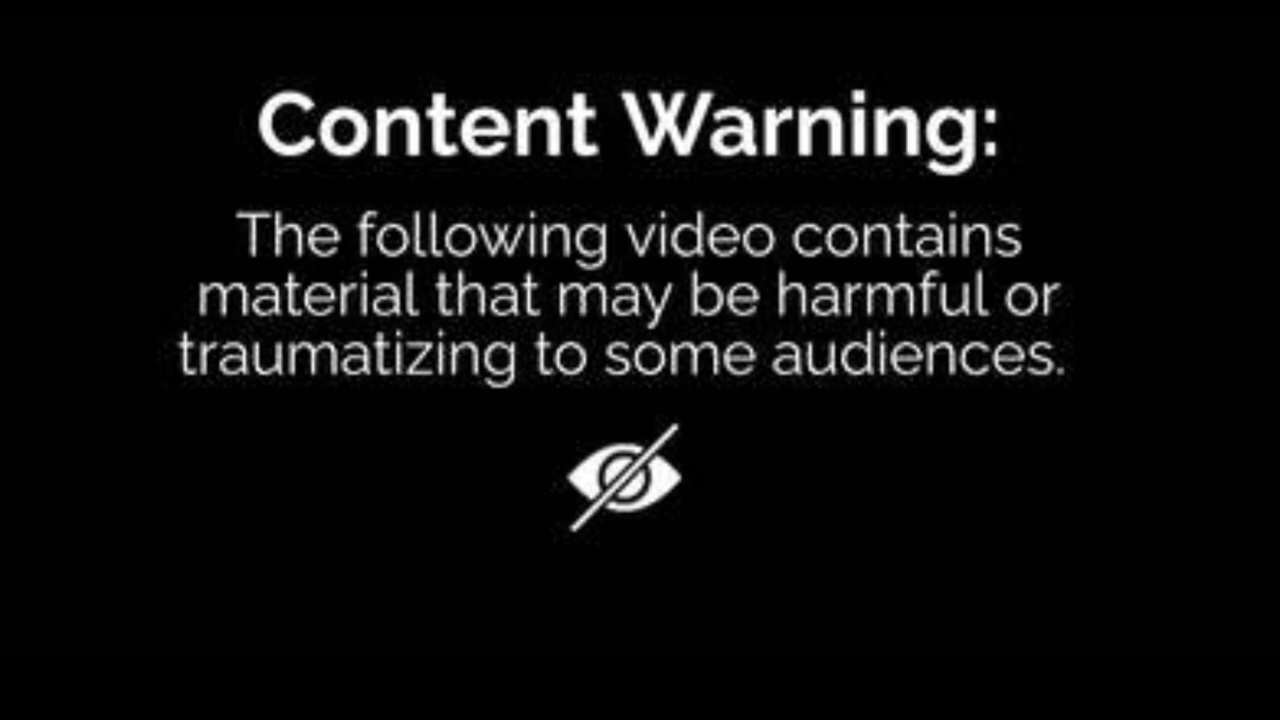 Content Warning:
The following video contains
material that may be harmful or
traumatizing to some audiences.